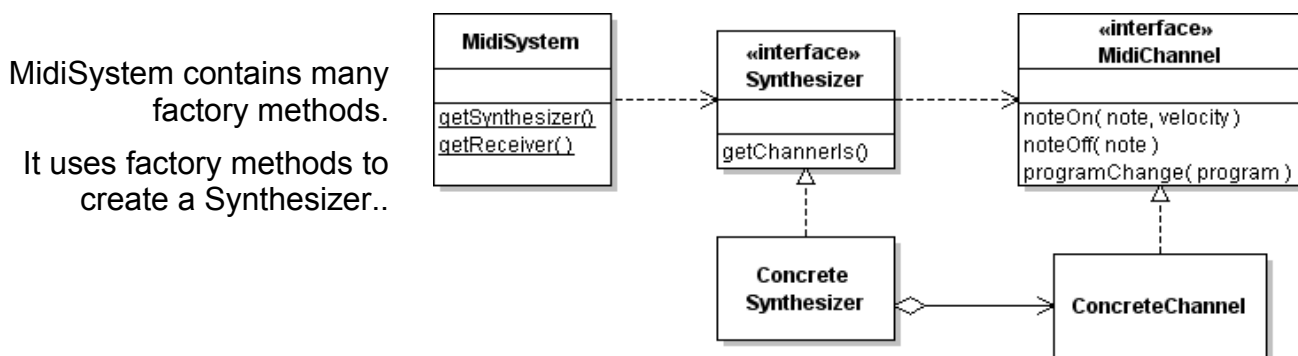 MidiSystem contains many
factory methods.
It uses factory methods to
create a Synthesizer..
MidiSystem
getSynthesizer()
getReceiver( )
«interface»
Synthesizer
getChannerls()
«interface»
MidiChannel
noteOn( note, velocity )
noteOff( note )
programChange( program )
Concrete
Synthesizer
ConcreteChannel